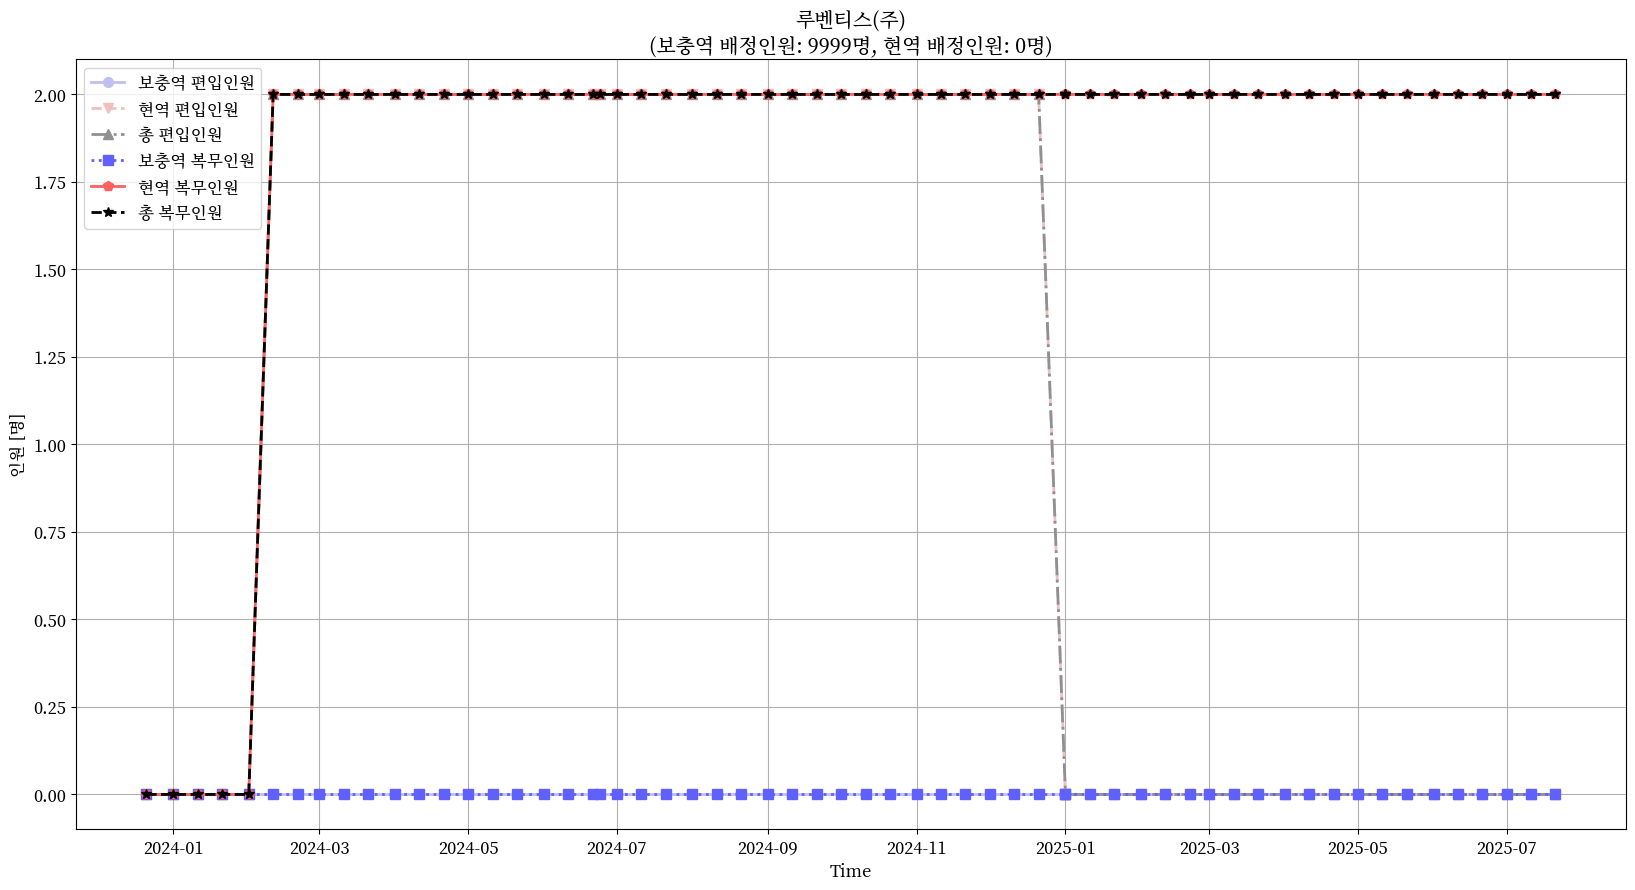 루벤티스(주)
(보충역 배정인원: 9999명, 현역 배정인원: 0명)
보충역 편입인원
현역 편입인원
총 편입인원
보충역 복무인원
현역 복무인원
총 복무인원
2.00
1.75
1.50
1.25
1.00
0.75
0.50
0.25
0.00
인원 [명]
2024-01
2024-03
2024-05
2024-07
2024-09
2024-11
2025-01
2025-03
2025-05
2025-07
Time